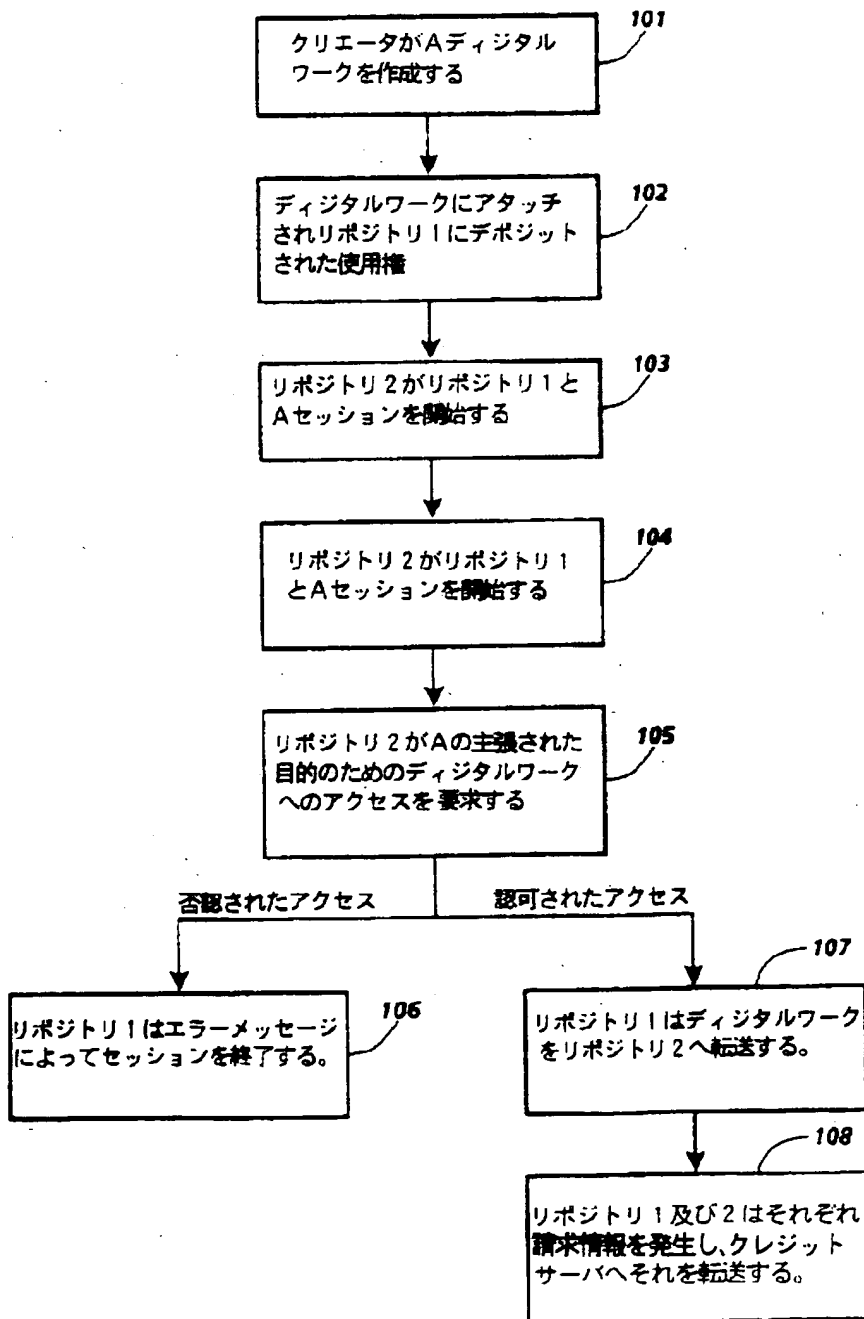 101
クリエータがAディジタル
ワークを作成する
102
ディジタルワークにアタッチ
されリポジトリ1にデポジット
された使用権
103
リポジトリ2がリポジトリ1と
Aセッションを開始する
104
リポジトリ2がリポジトリ1
とAセッションを開始する
105
リポジトリ2がAの主張された
目的のためのディジタルワーク
へのアクセスを要求する
否認されたアクセス
認可されたアクセス
106
リポジトリ1はエラーメッセージ
によってセッションを終了する。
107
リポジトリ1はディジタルワーク
をリポジトリ2へ転送する。
108
リポジトリ1及び2はそれぞれ
請求情報を発生し、クレジット
サーバへそれを転送する。